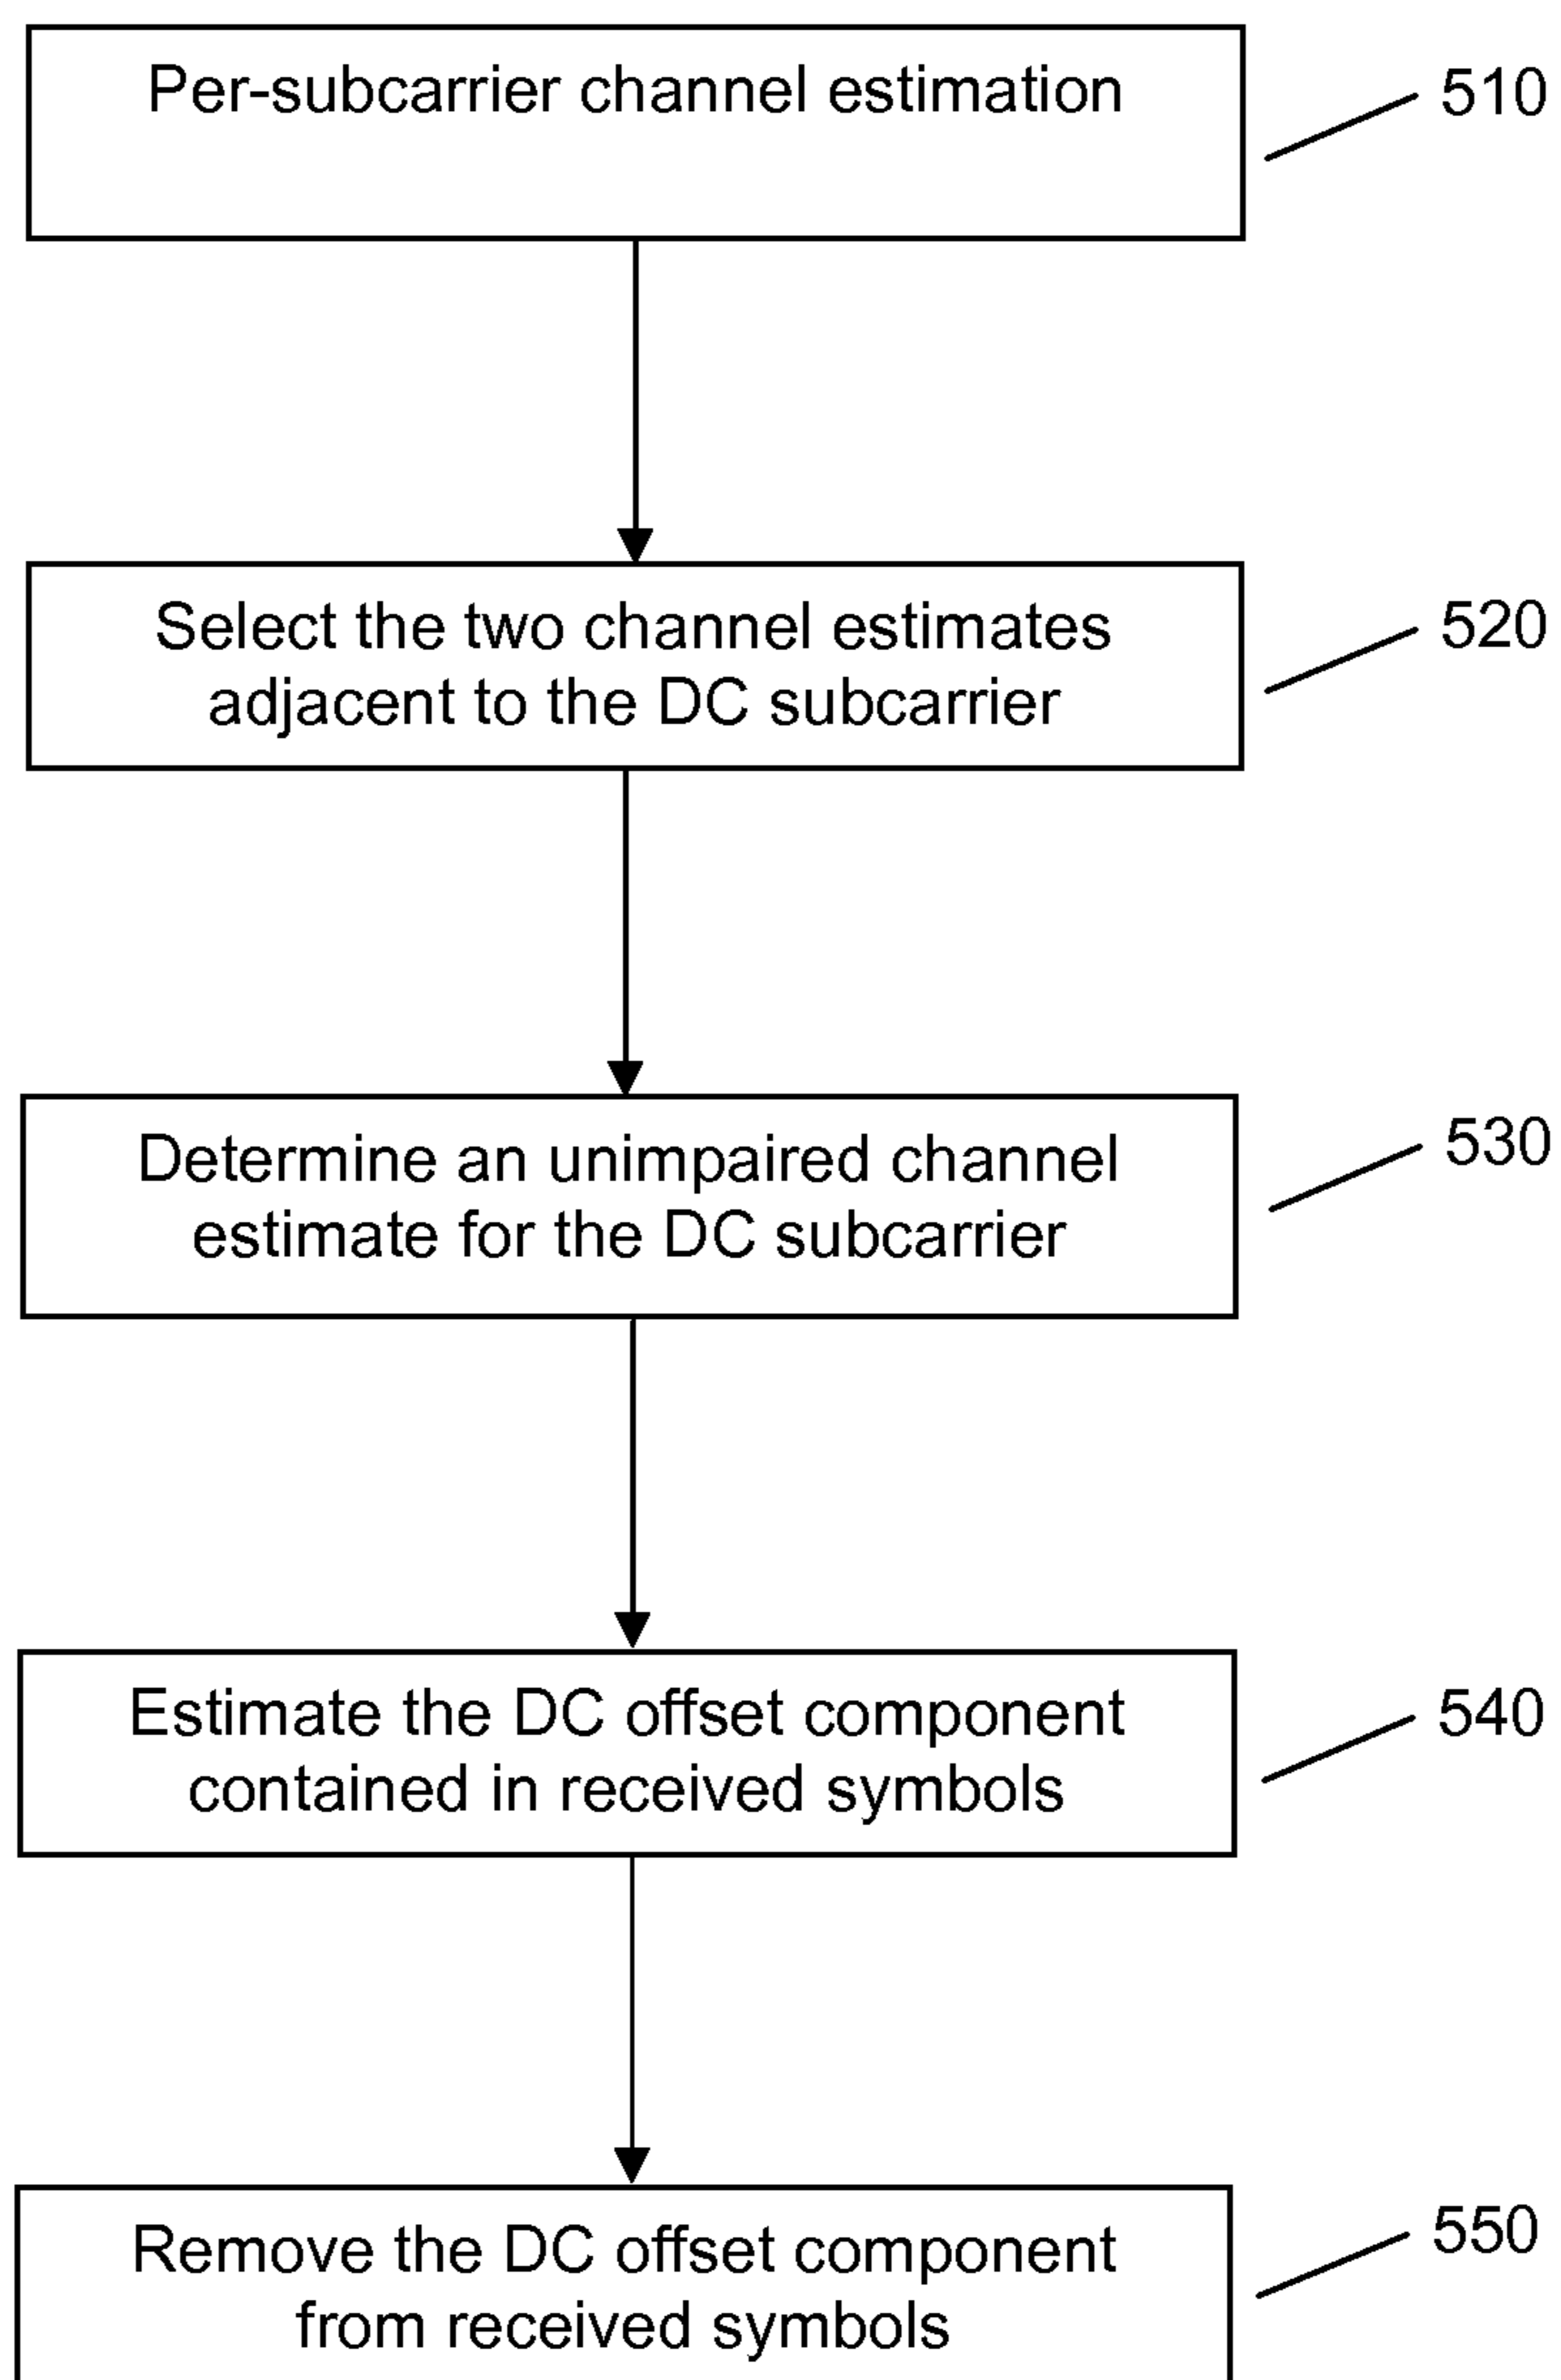 Per-subcarrier channel estimation
510
Select the two channel estimates
adjacent to the DC subcarrier
520
Determine an unimpaired channel
estimate for the DC subcarrier
530
Estimate the DC offset component
contained in received symbols
540
Remove the DC offset component
from received symbols
550